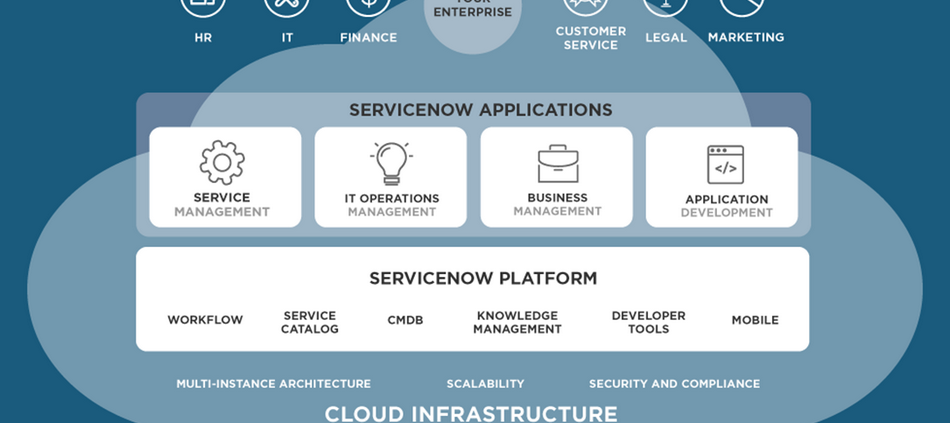 YOUR
ENTERPRISE
HR
IT
FINANCE
CUSTOMER
SERVICE
LEGAL
MARKETING
SERVICENOW APPLICATIONS
SERVICE
MANAGEMENT
IT OPERATIONS
MANAGEMENT
BUSINESS
MANAGEMENT
</>
APPLICATION
DEVELOPMENT
SERVICENOW PLATFORM
WORKFLOW
SERVICE
CATALOG
CMDB
KNOWLEDGE
MANAGEMENT
DEVELOPER
TOOLS
MOBILE
MULTI-INSTANCE ARCHITECTURE
SCALABILITY
SECURITY AND COMPLIANCE
CLOUD INFRASTRUCTURE